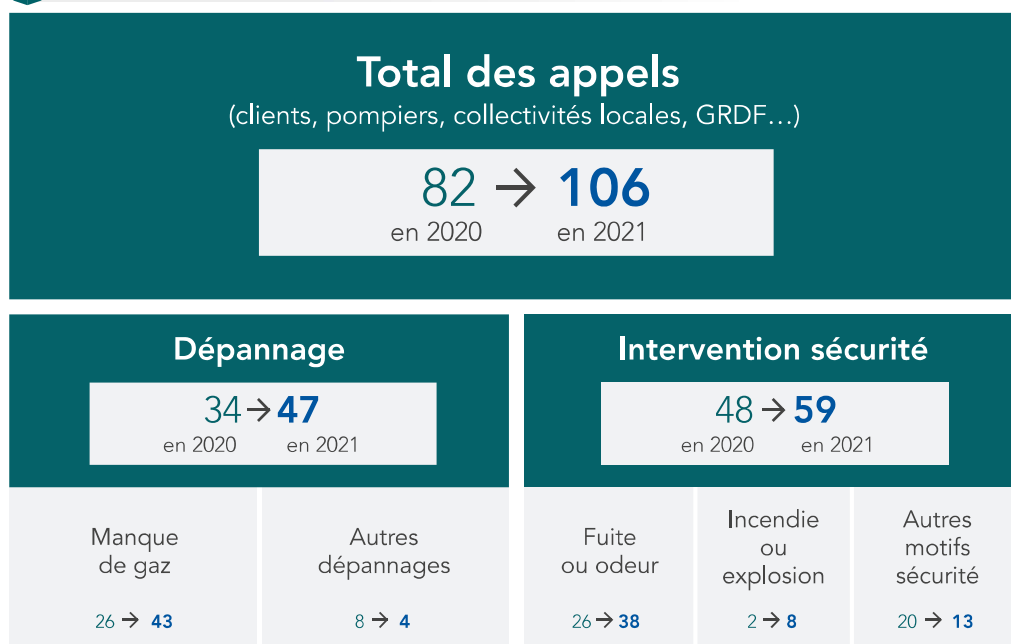 Total des appels
(clients, pompiers, collectivités locales, GRDF...)
82 → 106
en 2020 en 2021
Dépannage
34 → 47
en 2020 en 2021
Manque
de gaz
26 → 43
Autres
dépannages
8 → 4
Intervention sécurité
48 → 59
en 2020 en 2021
Fuite
ou odeur
26 → 38
Incendie
ou
explosion
2 → 8
Autres
motifs
sécurité
20 → 13